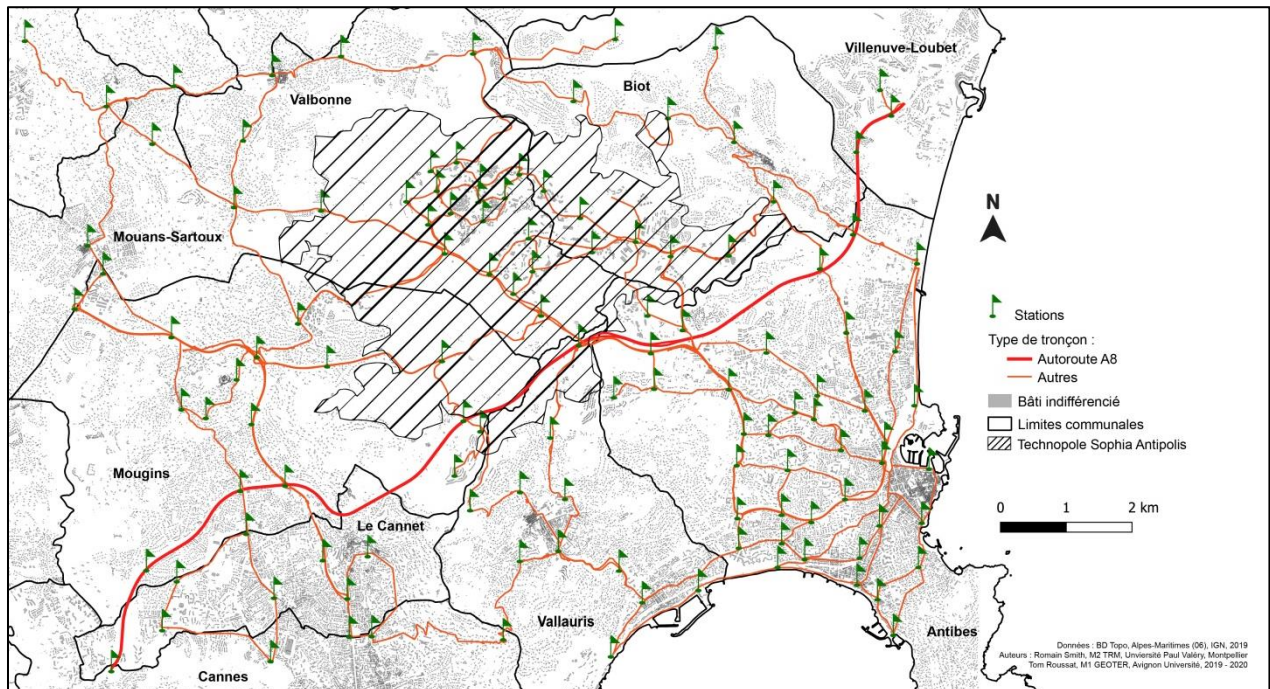 Villenuve-Loubet
Biot
Valbonne
Mouans-Sartoux
N
Stations
Type de tronçon :
Autoroute A8
Autres
Bâti indifférencié
Limites communales
Technopole Sophia Antipolis
Mougins
Le Cannet
0 1 2 km
Vallauris
Antibes
Cannes
Données : BD Topo, Alpes-Maritimes (06), IGN, 2019
Auteurs : Romain Smith, M2 TRM, Unviersité Paul Valéry, Montpellier
Tom Roussat, M1 GEOTER, Avignon Université, 2019 - 2020